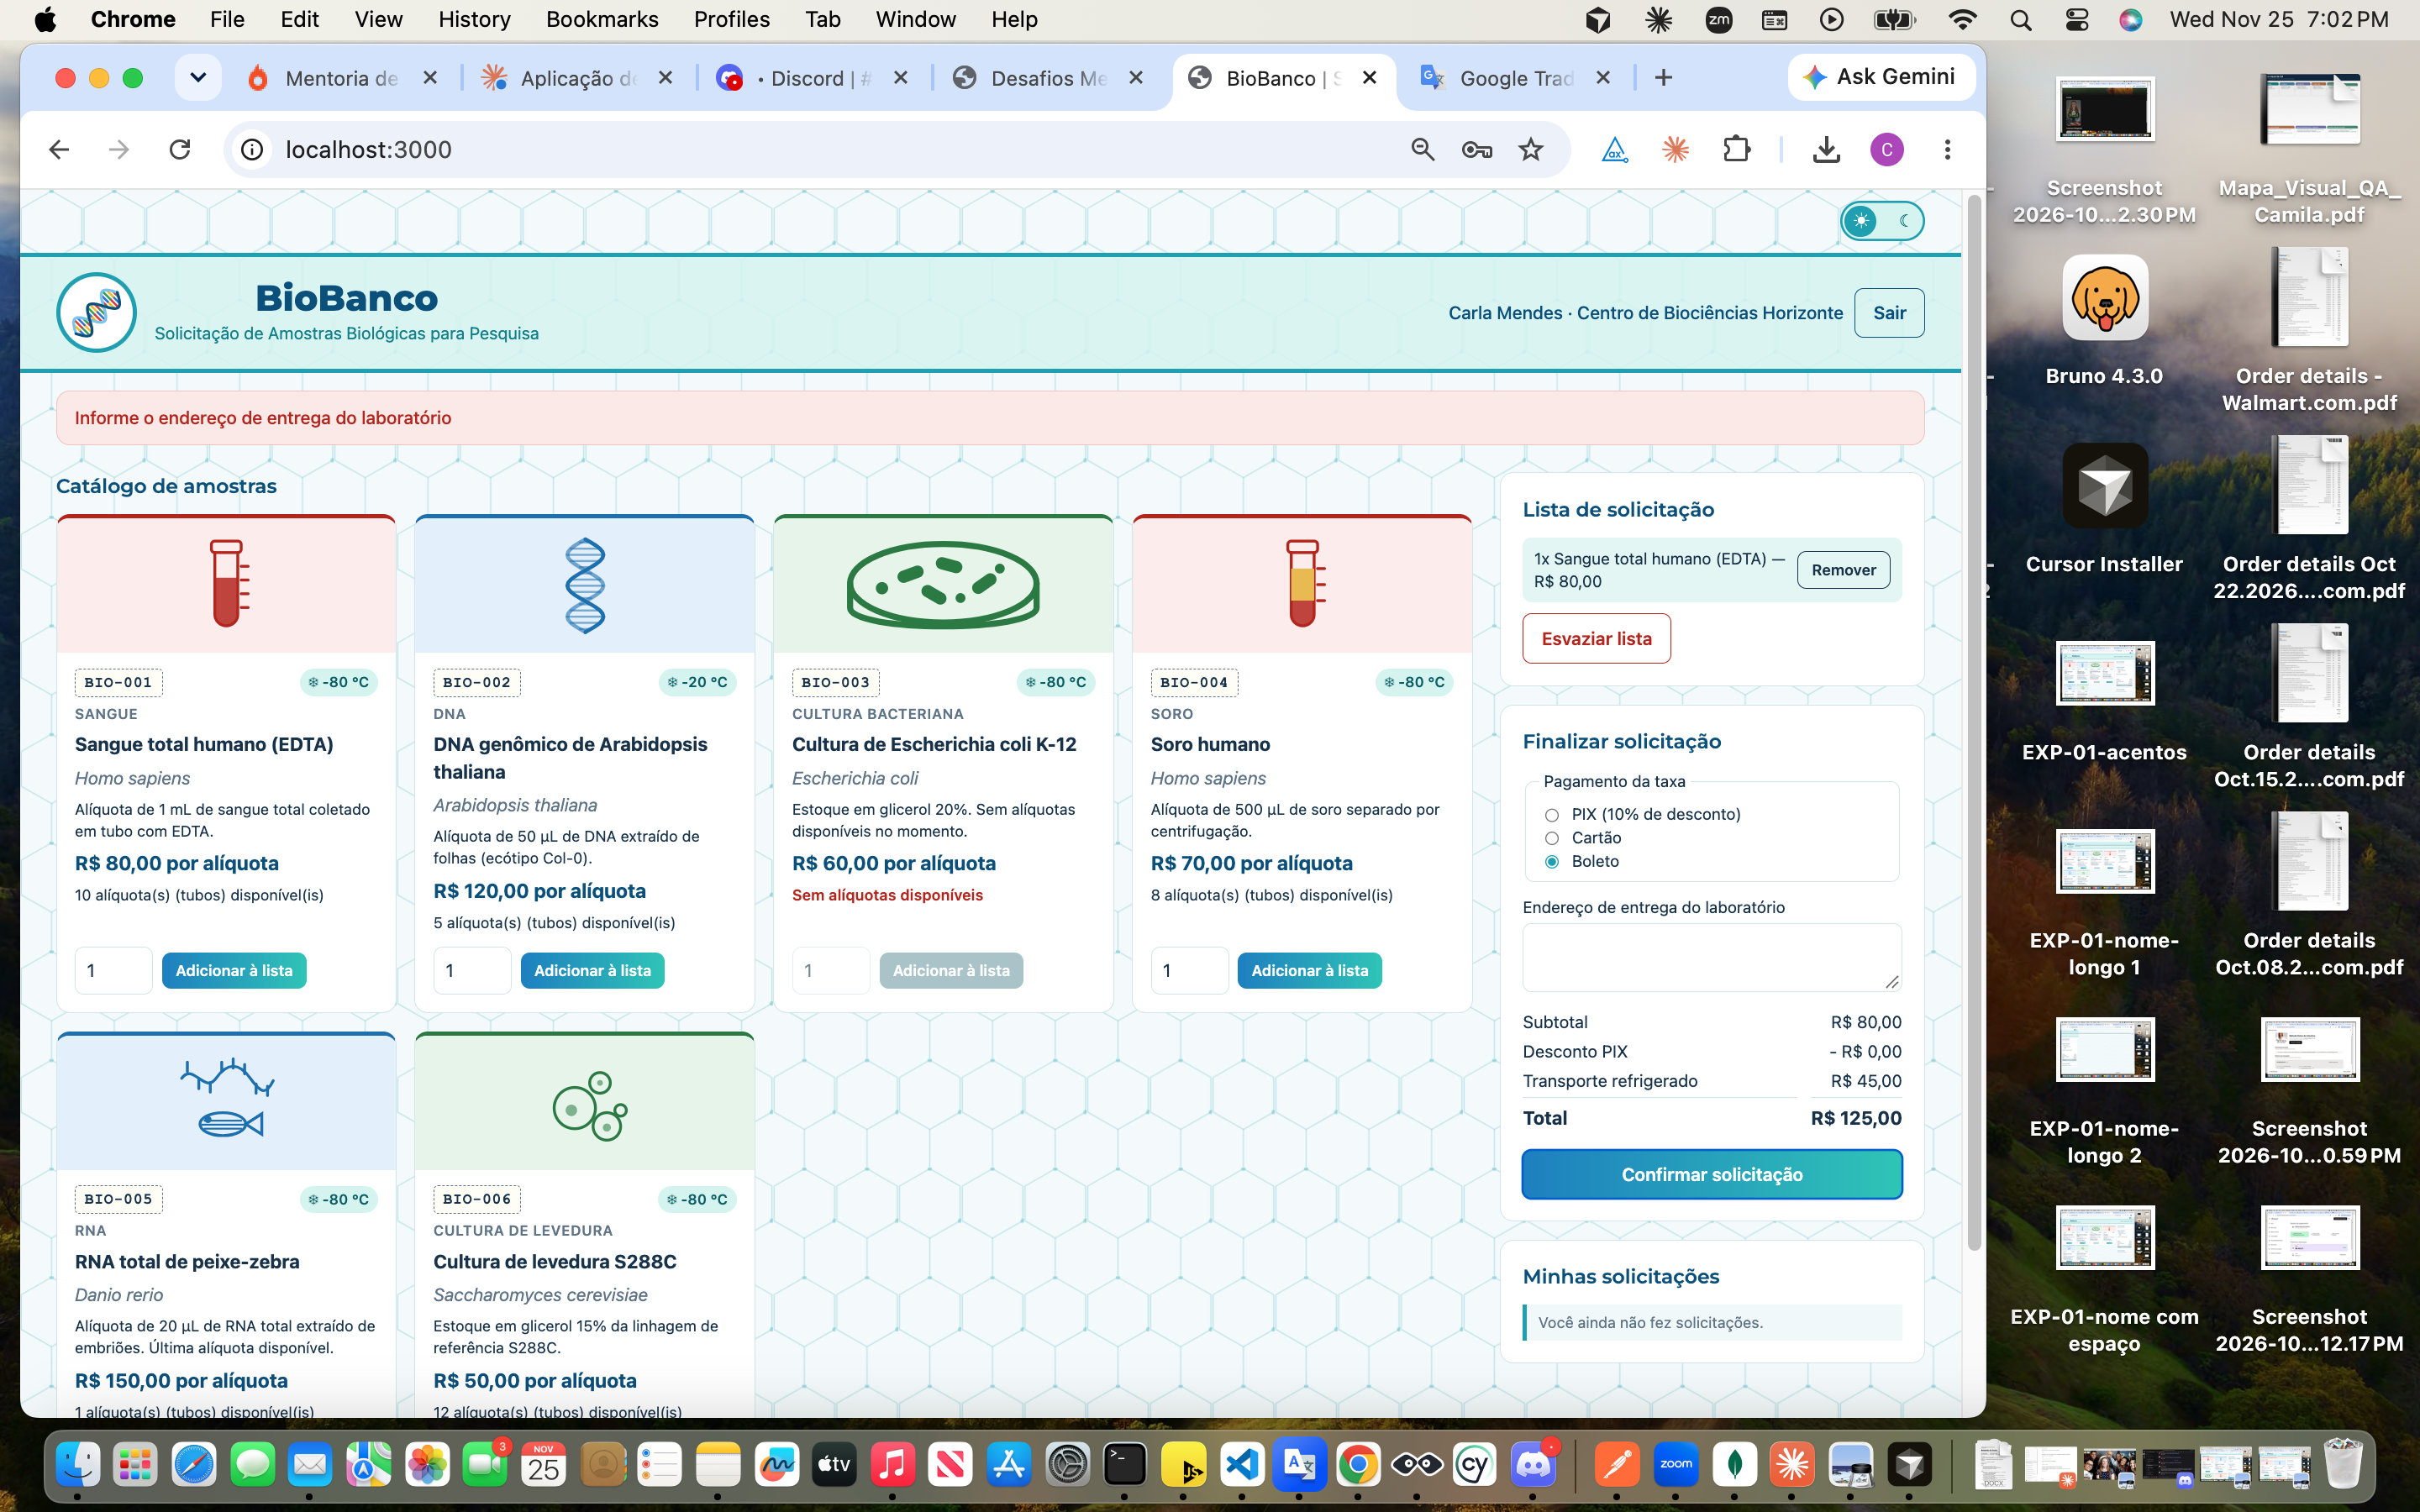 Chrome File Edit View History Bookmarks Profiles Tab Window Help
zm
Wed Nov 25 7:02 PM
Mentoria de
Aplicação de
• Discord | #
Desafios Me
BioBanco | S
Google Trad
Ask Gemini
localhost:3000
C
BioBanco
Solicitação de Amostras Biológicas para Pesquisa
Carla Mendes · Centro de Biociências Horizonte
Sair
Informe o endereço de entrega do laboratório
Catálogo de amostras
BIO-001
-80 °C
SANGUE
Sangue total humano (EDTA)
Homo sapiens
Alíquota de 1 mL de sangue total coletado
em tubo com EDTA.
R$ 80,00 por alíquota
10 alíquota(s) (tubos) disponível(is)
1
Adicionar à lista
BIO-002
-20 °C
DNA
DNA genômico de Arabidopsis
thaliana
Arabidopsis thaliana
Alíquota de 50 µL de DNA extraído de
folhas (ecótipo Col-0).
R$ 120,00 por alíquota
5 alíquota(s) (tubos) disponível(is)
1
Adicionar à lista
BIO-003
-80 °C
CULTURA BACTERIANA
Cultura de Escherichia coli K-12
Escherichia coli
Estoque em glicerol 20%. Sem alíquotas
disponíveis no momento.
R$ 60,00 por alíquota
Sem alíquotas disponíveis
1
Adicionar à lista
BIO-004
-80 °C
SORO
Soro humano
Homo sapiens
Alíquota de 500 µL de soro separado por
centrifugação.
R$ 70,00 por alíquota
8 alíquota(s) (tubos) disponível(is)
1
Adicionar à lista
BIO-005
-80 °C
RNA
RNA total de peixe-zebra
Danio rerio
Alíquota de 20 µL de RNA total extraído de
embriões. Última alíquota disponível.
R$ 150,00 por alíquota
1 alíquota(s) (tubos) disponível(is)
BIO-006
-80 °C
CULTURA DE LEVEDURA
Cultura de levedura S288C
Saccharomyces cerevisiae
Estoque em glicerol 15% da linhagem de
referência S288C.
R$ 50,00 por alíquota
12 alíquota(s) (tubos) disponível(is)
Lista de solicitação
1x Sangue total humano (EDTA) —
R$ 80,00
Remover
Esvaziar lista
Finalizar solicitação
Pagamento da taxa
PIX (10% de desconto)
Cartão
Boleto
Endereço de entrega do laboratório
Subtotal R$ 80,00
Desconto PIX - R$ 0,00
Transporte refrigerado R$ 45,00
Total R$ 125,00
Confirmar solicitação
Minhas solicitações
Você ainda não fez solicitações.
Screenshot
2026-10...2.30 PM
Mapa_Visual_QA_
Camila.pdf
Bruno 4.3.0
Order details -
Walmart.com.pdf
Cursor Installer
Order details Oct
22.2026....com.pdf
EXP-01-acentos
Order details
Oct.15.2....com.pdf
EXP-01-nome-
longo 1
Order details
Oct.08.2...com.pdf
EXP-01-nome-
longo 2
Screenshot
2026-10...0.59 PM
EXP-01-nome com
espaço
Screenshot
2026-10...12.17 PM
3
NOV
25
tv
cy
zoom
DOCX